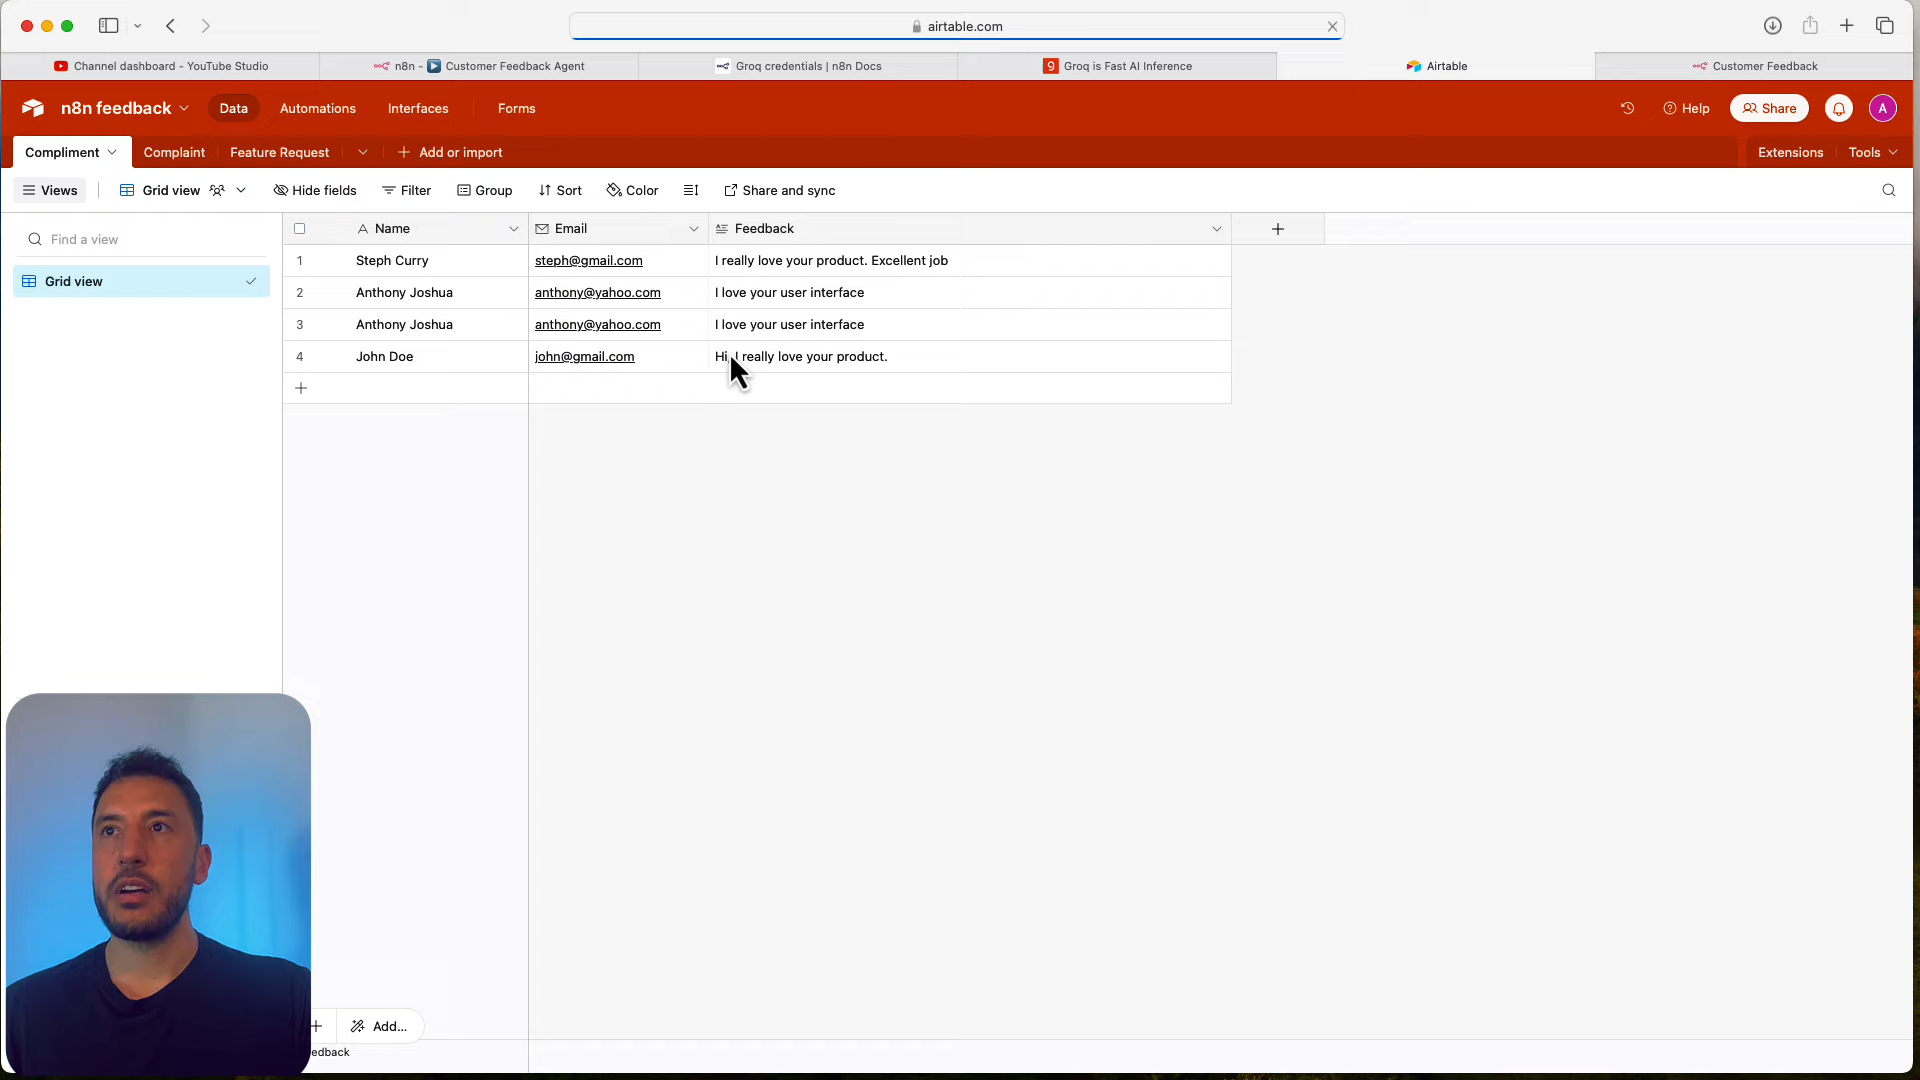 airtable.com
Channel dashboard - YouTube Studio
n8n - ▶️ Customer Feedback Agent
Groq credentials | n8n Docs
Groq is Fast AI Inference
Airtable
Customer Feedback
n8n feedback
Data
Automations
Interfaces
Forms
Help
Share
A
Compliment
Complaint
Feature Request
Add or import
Extensions
Tools
Views
Grid view
Hide fields
Filter
Group
Sort
Color
Share and sync
Find a view
Grid view
Name Email Feedback
1 Steph Curry steph@gmail.com I really love your product. Excellent job
2 Anthony Joshua anthony@yahoo.com I love your user interface
3 Anthony Joshua anthony@yahoo.com I love your user interface
4 John Doe john@gmail.com Hi, I really love your product.
Add...
edback